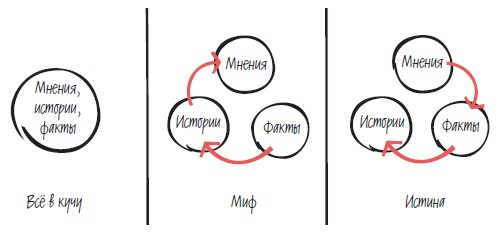 Мнения,
истории,
факты
Всё в кучу
Мнения
Истории
Факты
Миф
Мнения
Истории
Факты
Истина